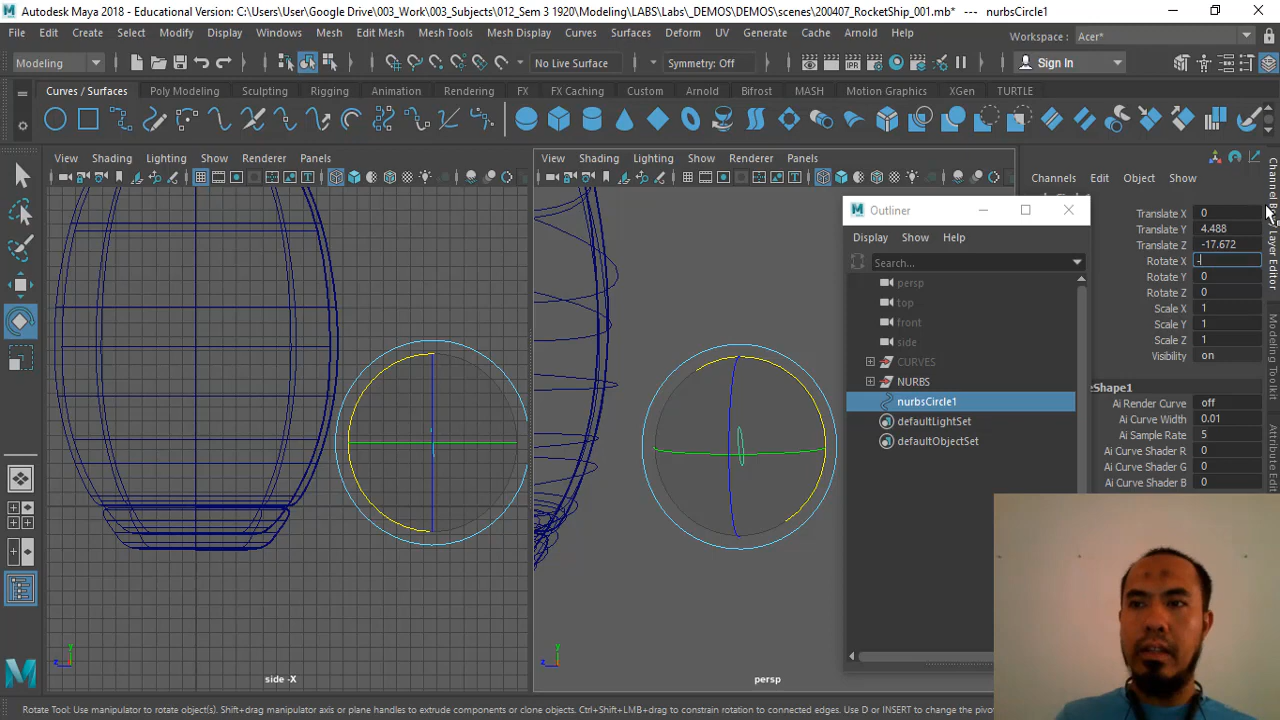 Autodesk Maya 2018 - Educational Version: C:\Users\User\Google Drive\003_Work\003_Subjects\012_Sem 3 1920\Modeling\LABS\Labs\_DEMOS\DEMOS\scenes\200407_RocketShip_001.mb* --- nurbsCircle1
File Edit Create Select Modify Display Windows Mesh Edit Mesh Mesh Tools Mesh Display Curves Surfaces Deform UV Generate Cache Arnold Help Workspace : Acer*
Modeling No Live Surface Symmetry: Off Sign In
Curves / Surfaces Poly Modeling Sculpting Rigging Animation Rendering FX FX Caching Custom Arnold Bifrost MASH Motion Graphics XGen TURTLE
View Shading Lighting Show Renderer Panels
View Shading Lighting Show Renderer Panels
Channels Edit Object Show
Translate X 0
Translate Y 4.488
Translate Z -17.672
Rotate X -
Rotate Y 0
Rotate Z 0
Scale X 1
Scale Y 1
Scale Z 1
Visibility on
eShape1
Ai Render Curve off
Ai Curve Width 0.01
Ai Sample Rate 5
Ai Curve Shader R 0
Ai Curve Shader G 0
Ai Curve Shader B 0
Outliner
Display Show Help
Search...
persp
top
front
side
CURVES
NURBS
nurbsCircle1
defaultLightSet
defaultObjectSet
Layer Editor
Modeling Toolkit
Attribute Edit
side -X
persp
y
z
y
z
Rotate Tool: Use manipulator to rotate object(s). Shift+drag manipulator axis or plane handles to extrude components or clone objects. Ctrl+Shift+LMB+drag to constrain rotation to connected edges. Use D or INSERT to change the pivo